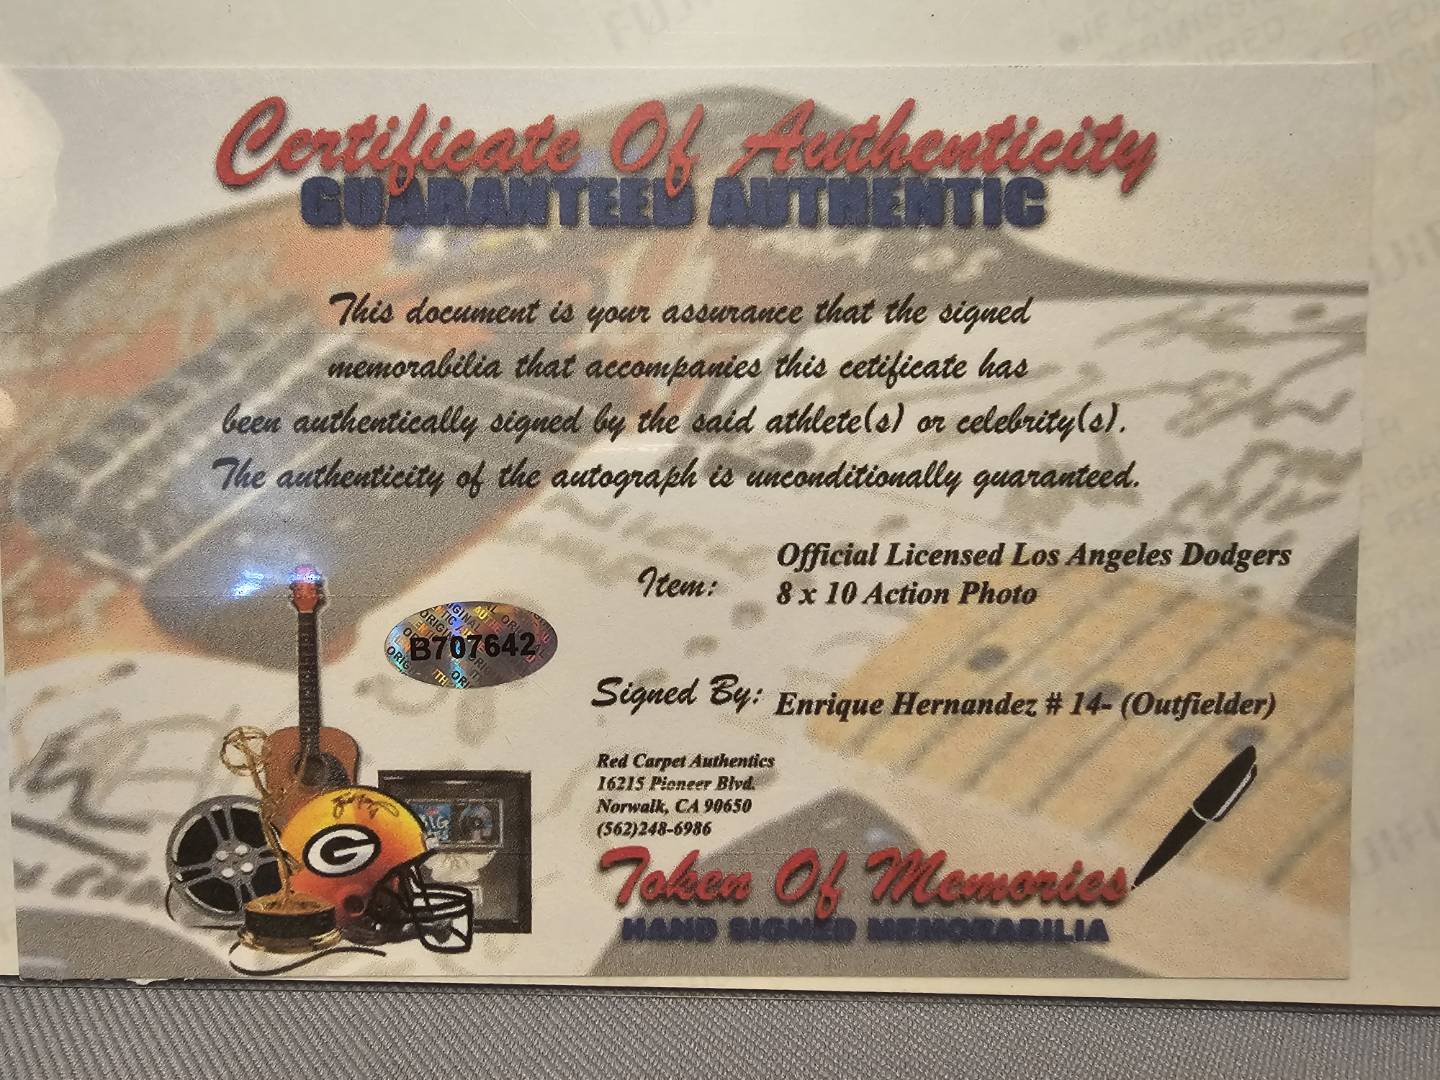 Certificate Of Authenticity
GUARANTEED AUTHENTIC
This document is your assurance that the signed
memorabilia that accompanies this cetificate has
been authentically signed by the said athlete(s) or celebrity(s).
The authenticity of the autograph is unconditionally guaranteed.
Item: Official Licensed Los Angeles Dodgers
8 x 10 Action Photo
B707642
Signed By: Enrique Hernandez # 14- (Outfielder)
Red Carpet Authentics
16215 Pioneer Blvd.
Norwalk, CA 90650
(562)248-6986
G
Token Of Memories
HAND SIGNED MEMORABILIA